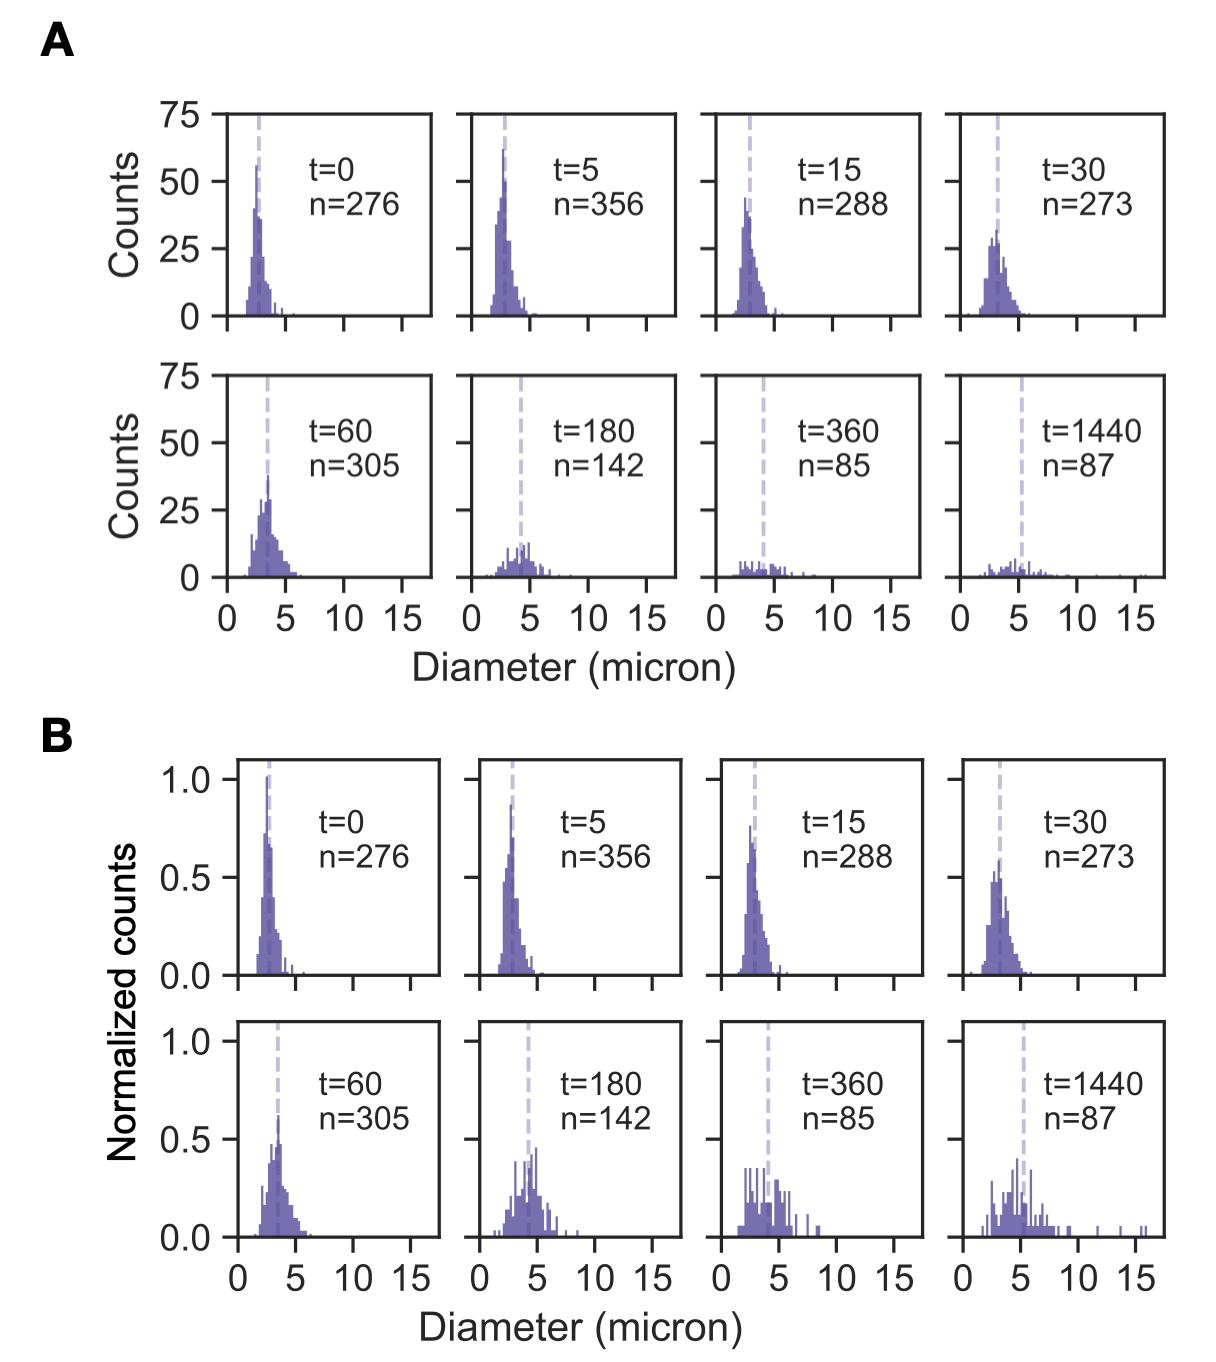 A
75
50
25
0
Counts
t=0
n=276
t=5
n=356
t=15
n=288
t=30
n=273
75
50
25
0
Counts
t=60
n=305
t=180
n=142
t=360
n=85
t=1440
n=87
0 5 10 15 0 5 10 15 0 5 10 15 0 5 10 15
Diameter (micron)
B
1.0
0.5
0.0
Normalized counts
t=0
n=276
t=5
n=356
t=15
n=288
t=30
n=273
1.0
0.5
0.0
t=60
n=305
t=180
n=142
t=360
n=85
t=1440
n=87
0 5 10 15 0 5 10 15 0 5 10 15 0 5 10 15
Diameter (micron)